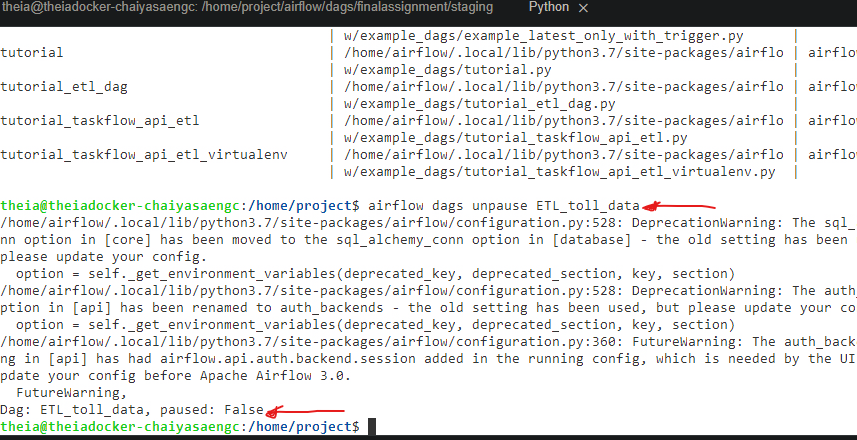 theia@theiadocker-chaiyasaengc: /home/project/airflow/dags/finalassignment/staging Python ×
| w/example_dags/example_latest_only_with_trigger.py |
tutorial | /home/airflow/.local/lib/python3.7/site-packages/airflo | airflow
| w/example_dags/tutorial.py |
tutorial_etl_dag | /home/airflow/.local/lib/python3.7/site-packages/airflo | airflow
| w/example_dags/tutorial_etl_dag.py |
tutorial_taskflow_api_etl | /home/airflow/.local/lib/python3.7/site-packages/airflo | airflow
| w/example_dags/tutorial_taskflow_api_etl.py |
tutorial_taskflow_api_etl_virtualenv | /home/airflow/.local/lib/python3.7/site-packages/airflo | airflow
| w/example_dags/tutorial_taskflow_api_etl_virtualenv.py |
theia@theiadocker-chaiyasaengc:/home/project$ airflow dags unpause ETL_toll_data
/home/airflow/.local/lib/python3.7/site-packages/airflow/configuration.py:528: DeprecationWarning: The sql_
nn option in [core] has been moved to the sql_alchemy_conn option in [database] - the old setting has been
please update your config.
option = self._get_environment_variables(deprecated_key, deprecated_section, key, section)
/home/airflow/.local/lib/python3.7/site-packages/airflow/configuration.py:528: DeprecationWarning: The auth_
ption in [api] has been renamed to auth_backends - the old setting has been used, but please update your co
option = self._get_environment_variables(deprecated_key, deprecated_section, key, section)
/home/airflow/.local/lib/python3.7/site-packages/airflow/configuration.py:360: FutureWarning: The auth_back
ng in [api] has had airflow.api.auth.backend.session added in the running config, which is needed by the UI
pdate your config before Apache Airflow 3.0.
FutureWarning,
Dag: ETL_toll_data, paused: False
theia@theiadocker-chaiyasaengc:/home/project$